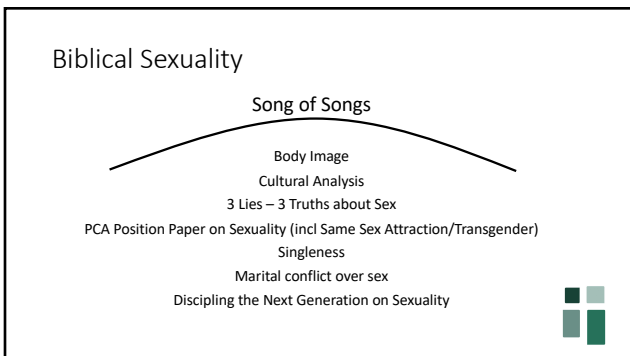 Biblical Sexuality
Song of Songs
Body Image
Cultural Analysis
3 Lies – 3 Truths about Sex
PCA Position Paper on Sexuality (incl Same Sex Attraction/Transgender)
Singleness
Marital conflict over sex
Discipling the Next Generation on Sexuality